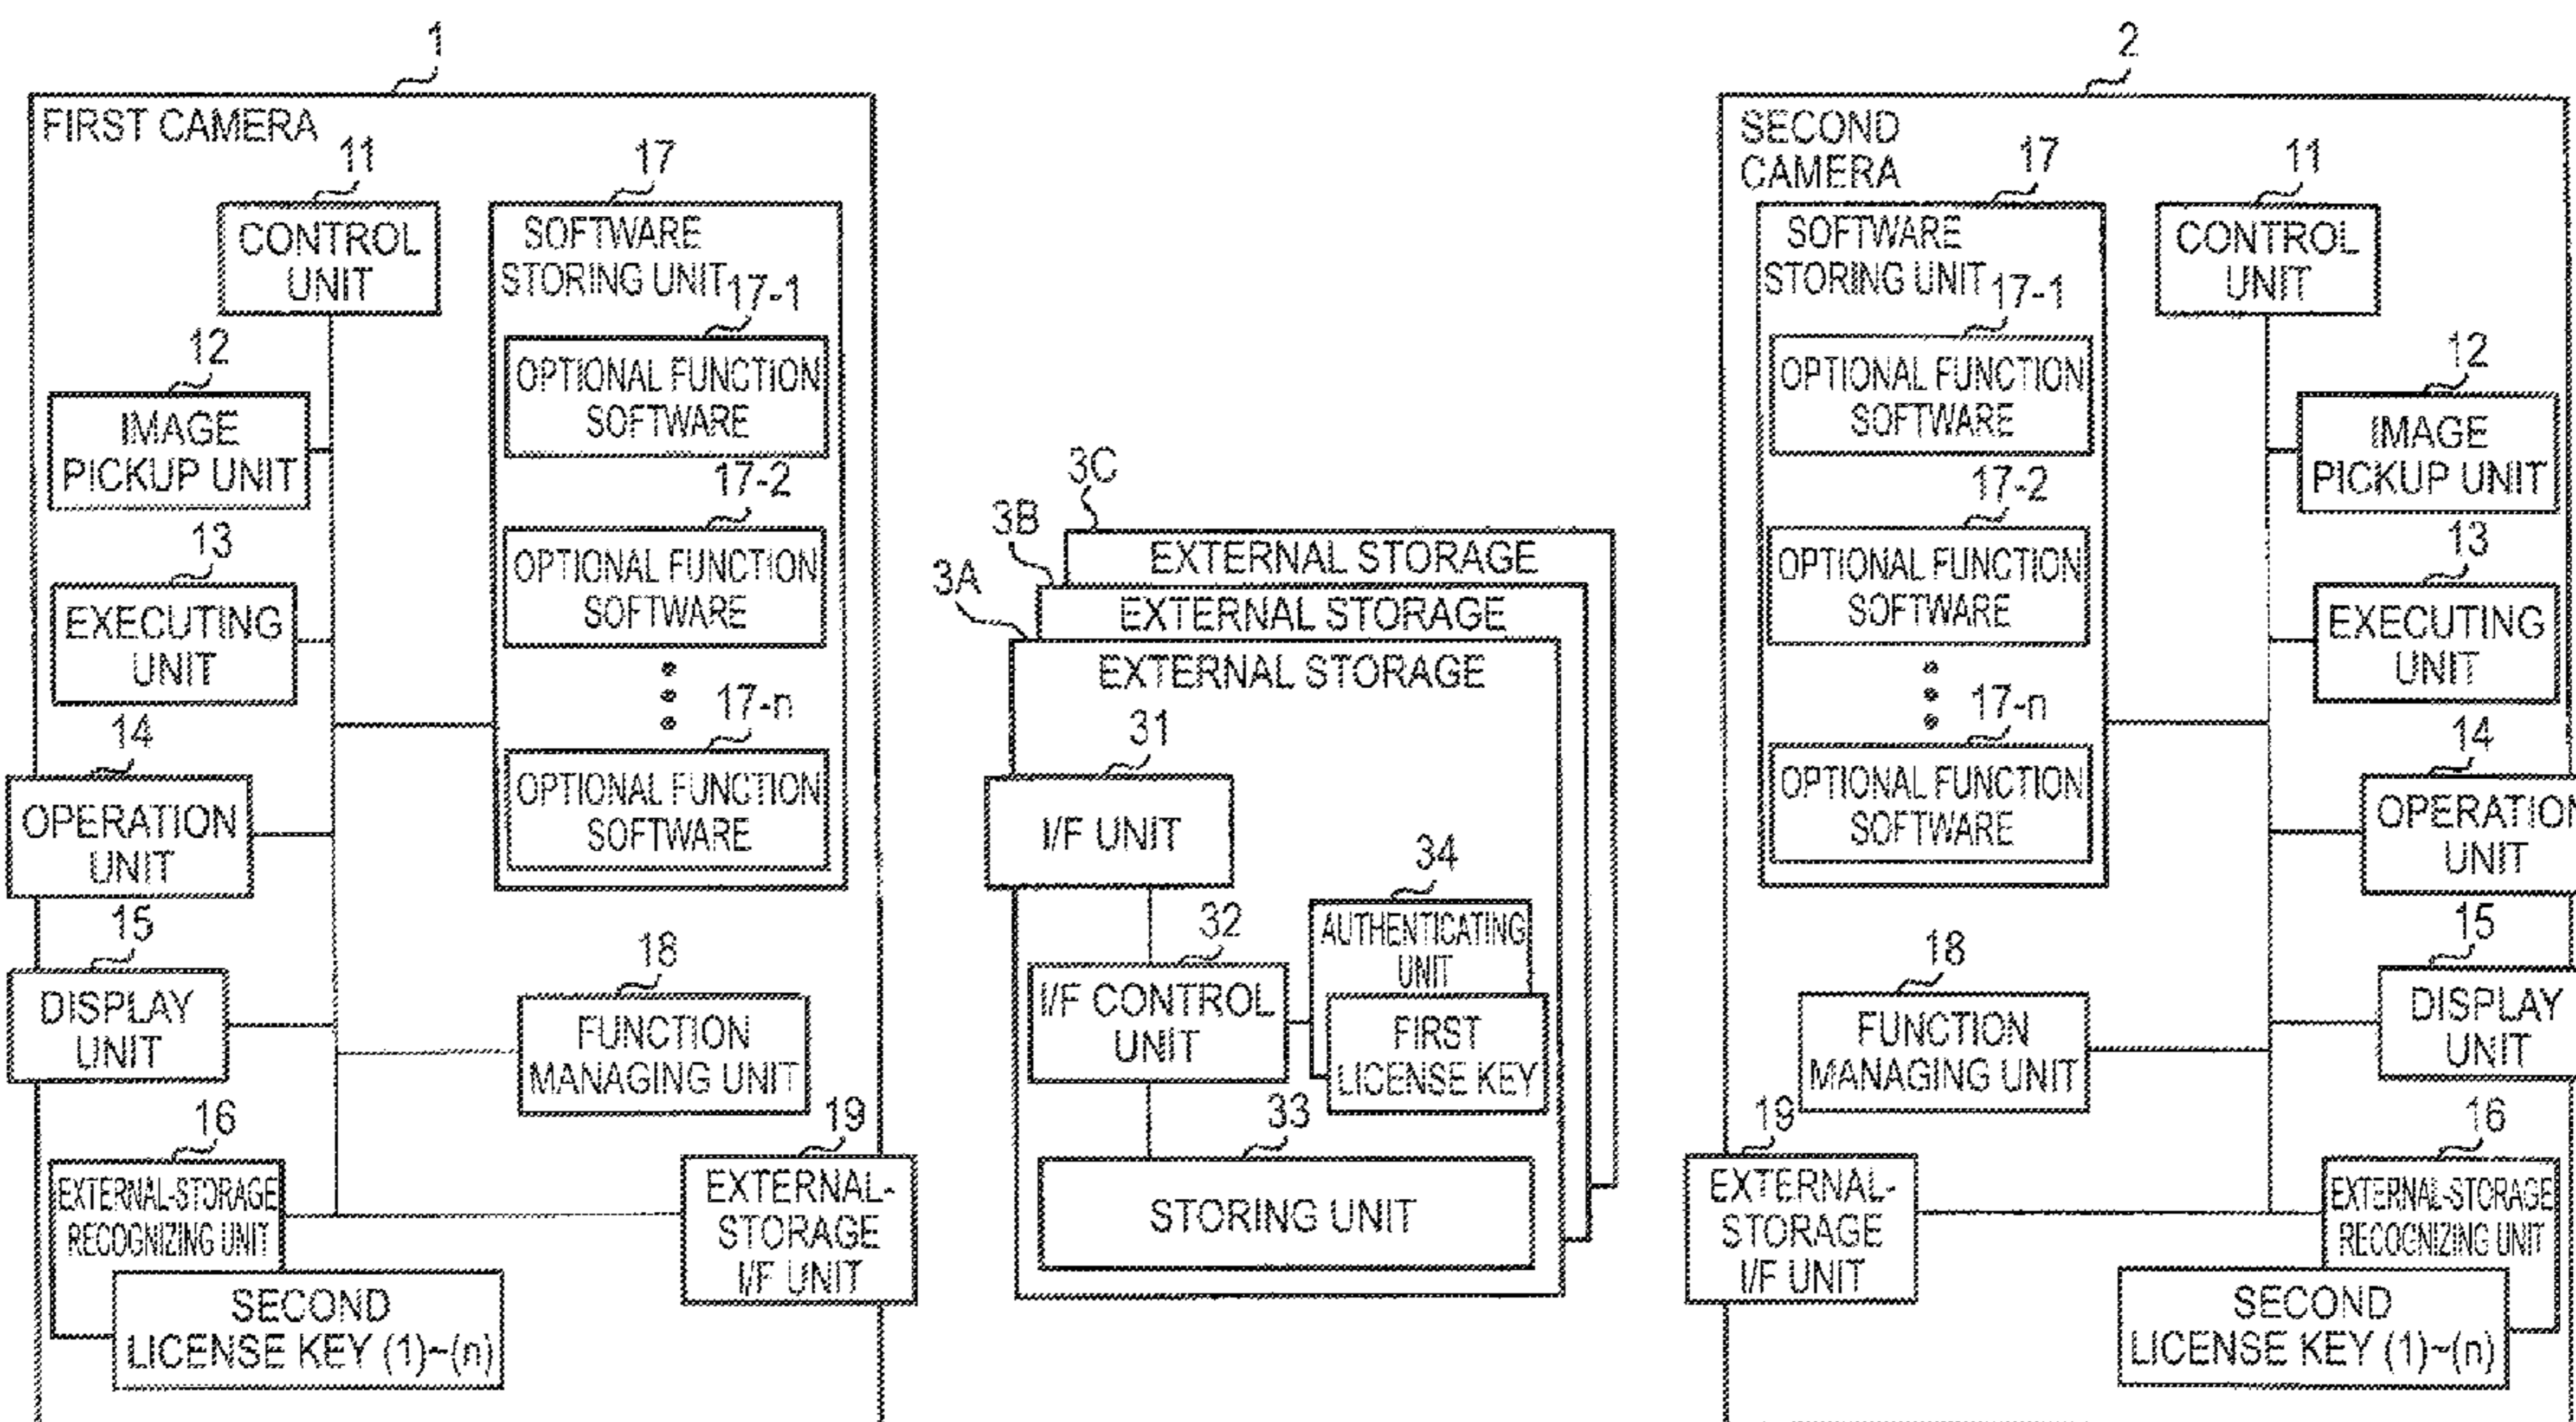 1
FIRST CAMERA
11
CONTROL
UNIT
12
IMAGE
PICKUP UNIT
13
EXECUTING
UNIT
14
OPERATION
UNIT
15
DISPLAY
UNIT
16
EXTERNAL-STORAGE
RECOGNIZING UNIT
SECOND
LICENSE KEY (1)~(n)
17
SOFTWARE
STORING UNIT
17-1
OPTIONAL FUNCTION
SOFTWARE
17-2
OPTIONAL FUNCTION
SOFTWARE
17-n
OPTIONAL FUNCTION
SOFTWARE
18
FUNCTION
MANAGING UNIT
19
EXTERNAL-
STORAGE
I/F UNIT
3C
EXTERNAL STORAGE
3B
EXTERNAL STORAGE
3A
EXTERNAL STORAGE
31
I/F UNIT
32
I/F CONTROL
UNIT
34
AUTHENTICATING
UNIT
FIRST
LICENSE KEY
33
STORING UNIT
2
SECOND
CAMERA
17
SOFTWARE
STORING UNIT
17-1
OPTIONAL FUNCTION
SOFTWARE
17-2
OPTIONAL FUNCTION
SOFTWARE
17-n
OPTIONAL FUNCTION
SOFTWARE
18
FUNCTION
MANAGING UNIT
19
EXTERNAL-
STORAGE
I/F UNIT
11
CONTROL
UNIT
12
IMAGE
PICKUP UNIT
13
EXECUTING
UNIT
14
OPERATION
UNIT
15
DISPLAY
UNIT
16
EXTERNAL-STORAGE
RECOGNIZING UNIT
SECOND
LICENSE KEY (1)~(n)